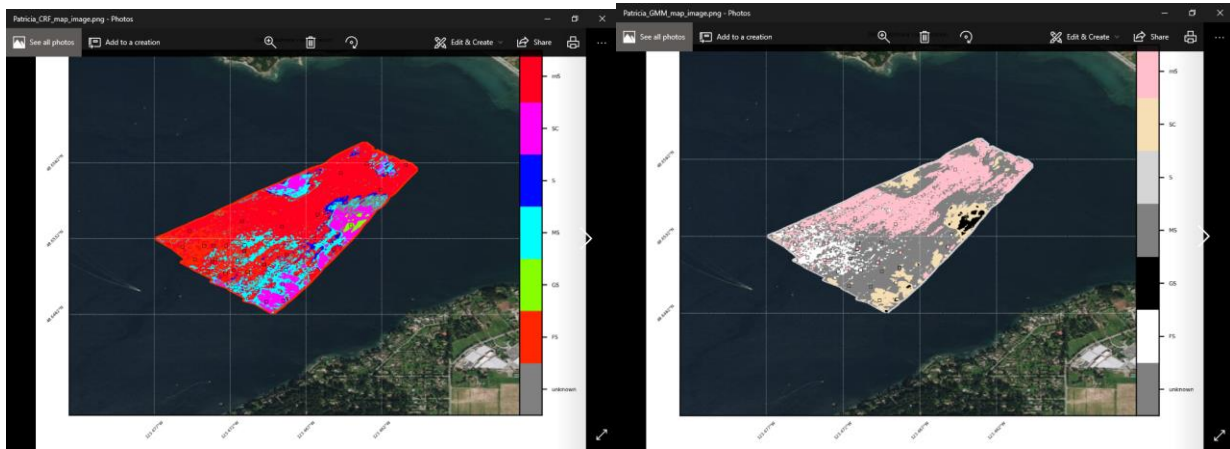 Patricia_CRF_map_image.png - Photos
See all photos
Add to a creation
Edit & Create
Share
mS
SC
S
MS
GS
FS
unknown
Patricia_GMM_map_image.png - Photos
See all photos
Add to a creation
Edit & Create
Share
mS
SC
S
MS
GS
FS
unknown